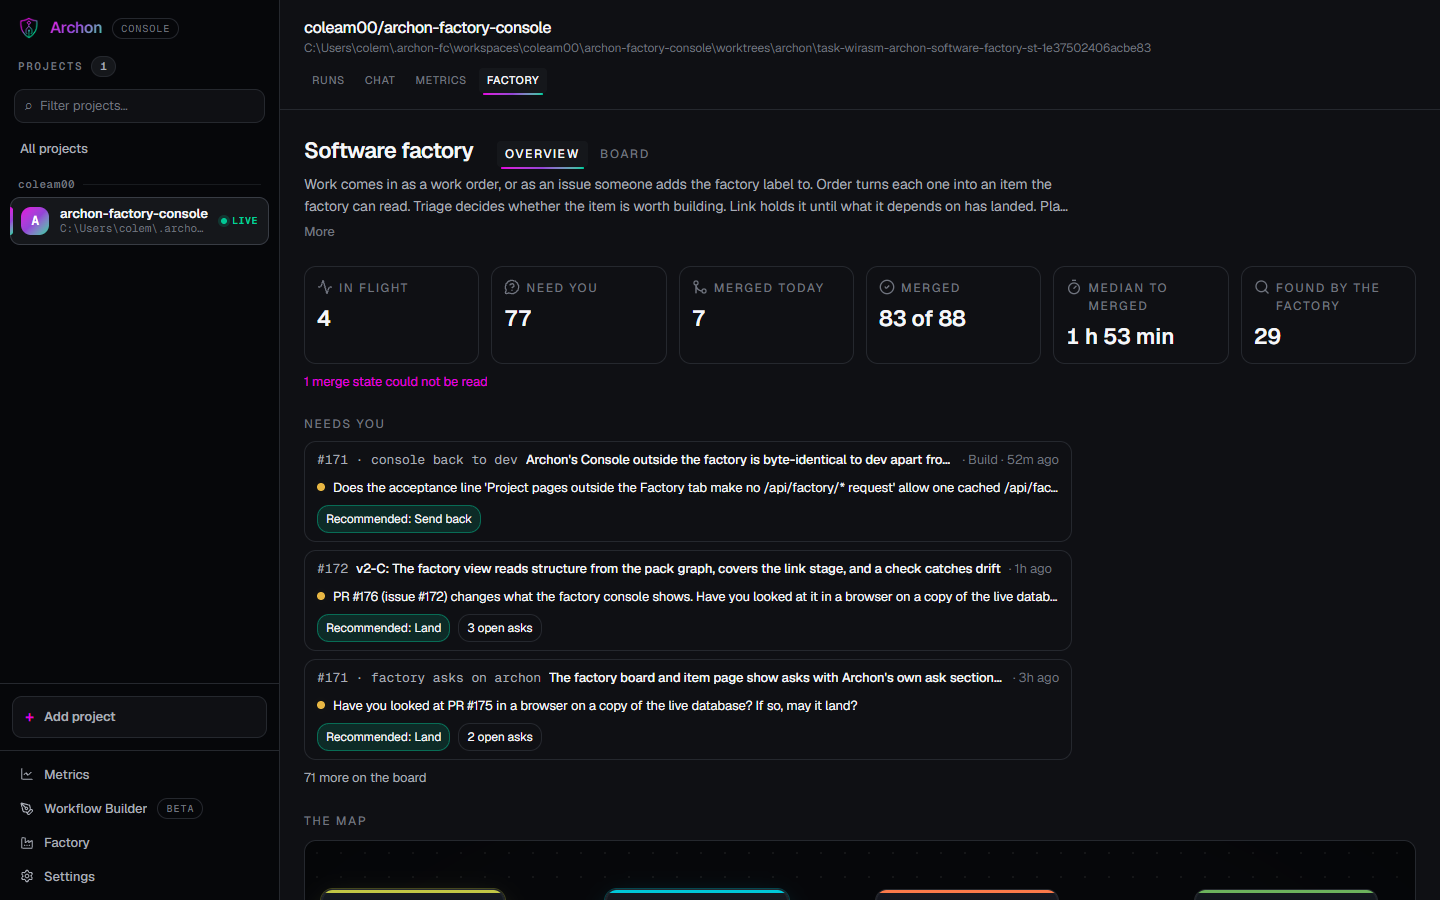 Archon CONSOLE
PROJECTS 1
Filter projects...
All projects
coleam00
A archon-factory-console
C:\Users\colem\.archo… LIVE
+ Add project
Metrics
Workflow Builder BETA
Factory
Settings
coleam00/archon-factory-console
C:\Users\colem\.archon-fc\workspaces\coleam00\archon-factory-console\worktrees\archon\task-wirasm-archon-software-factory-st-1e37502406acbe83
RUNS CHAT METRICS FACTORY
Software factory OVERVIEW BOARD
Work comes in as a work order, or as an issue someone adds the factory label to. Order turns each one into an item the
factory can read. Triage decides whether the item is worth building. Link holds it until what it depends on has landed. Pla…
More
IN FLIGHT
4
NEED YOU
77
MERGED TODAY
7
MERGED
83 of 88
MEDIAN TO
MERGED
1 h 53 min
FOUND BY THE
FACTORY
29
1 merge state could not be read
NEEDS YOU
#171 · console back to dev Archon's Console outside the factory is byte-identical to dev apart fro… · Build · 52m ago
Does the acceptance line 'Project pages outside the Factory tab make no /api/factory/* request' allow one cached /api/fac…
Recommended: Send back
#172 v2-C: The factory view reads structure from the pack graph, covers the link stage, and a check catches drift · 1h ago
PR #176 (issue #172) changes what the factory console shows. Have you looked at it in a browser on a copy of the live datab…
Recommended: Land 3 open asks
#171 · factory asks on archon The factory board and item page show asks with Archon's own ask section… · 3h ago
Have you looked at PR #175 in a browser on a copy of the live database? If so, may it land?
Recommended: Land 2 open asks
71 more on the board
THE MAP